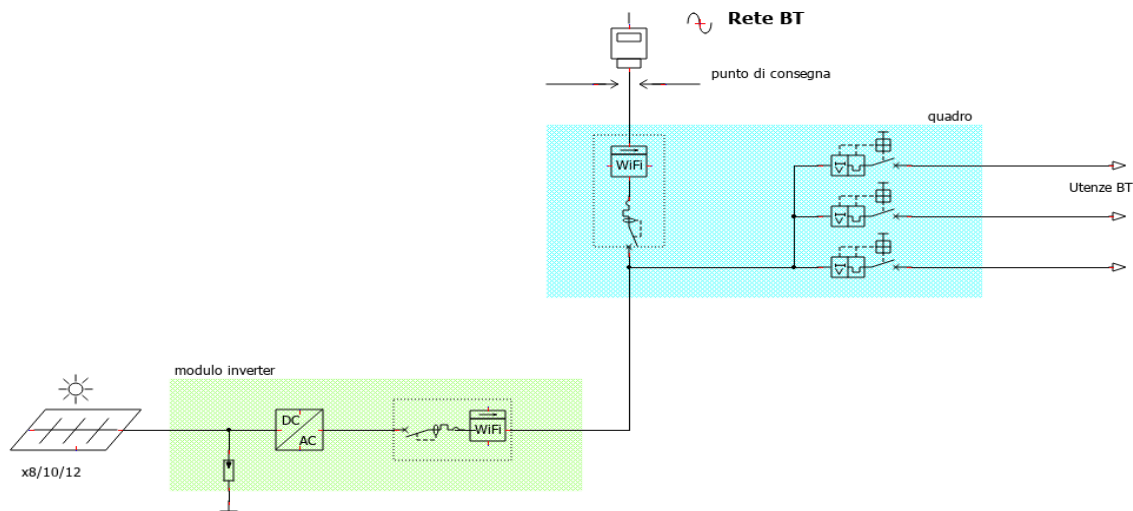 Rete BT
punto di consegna
quadro
WiFi
Utenze BT
modulo inverter
DC
AC
WiFi
x8/10/12